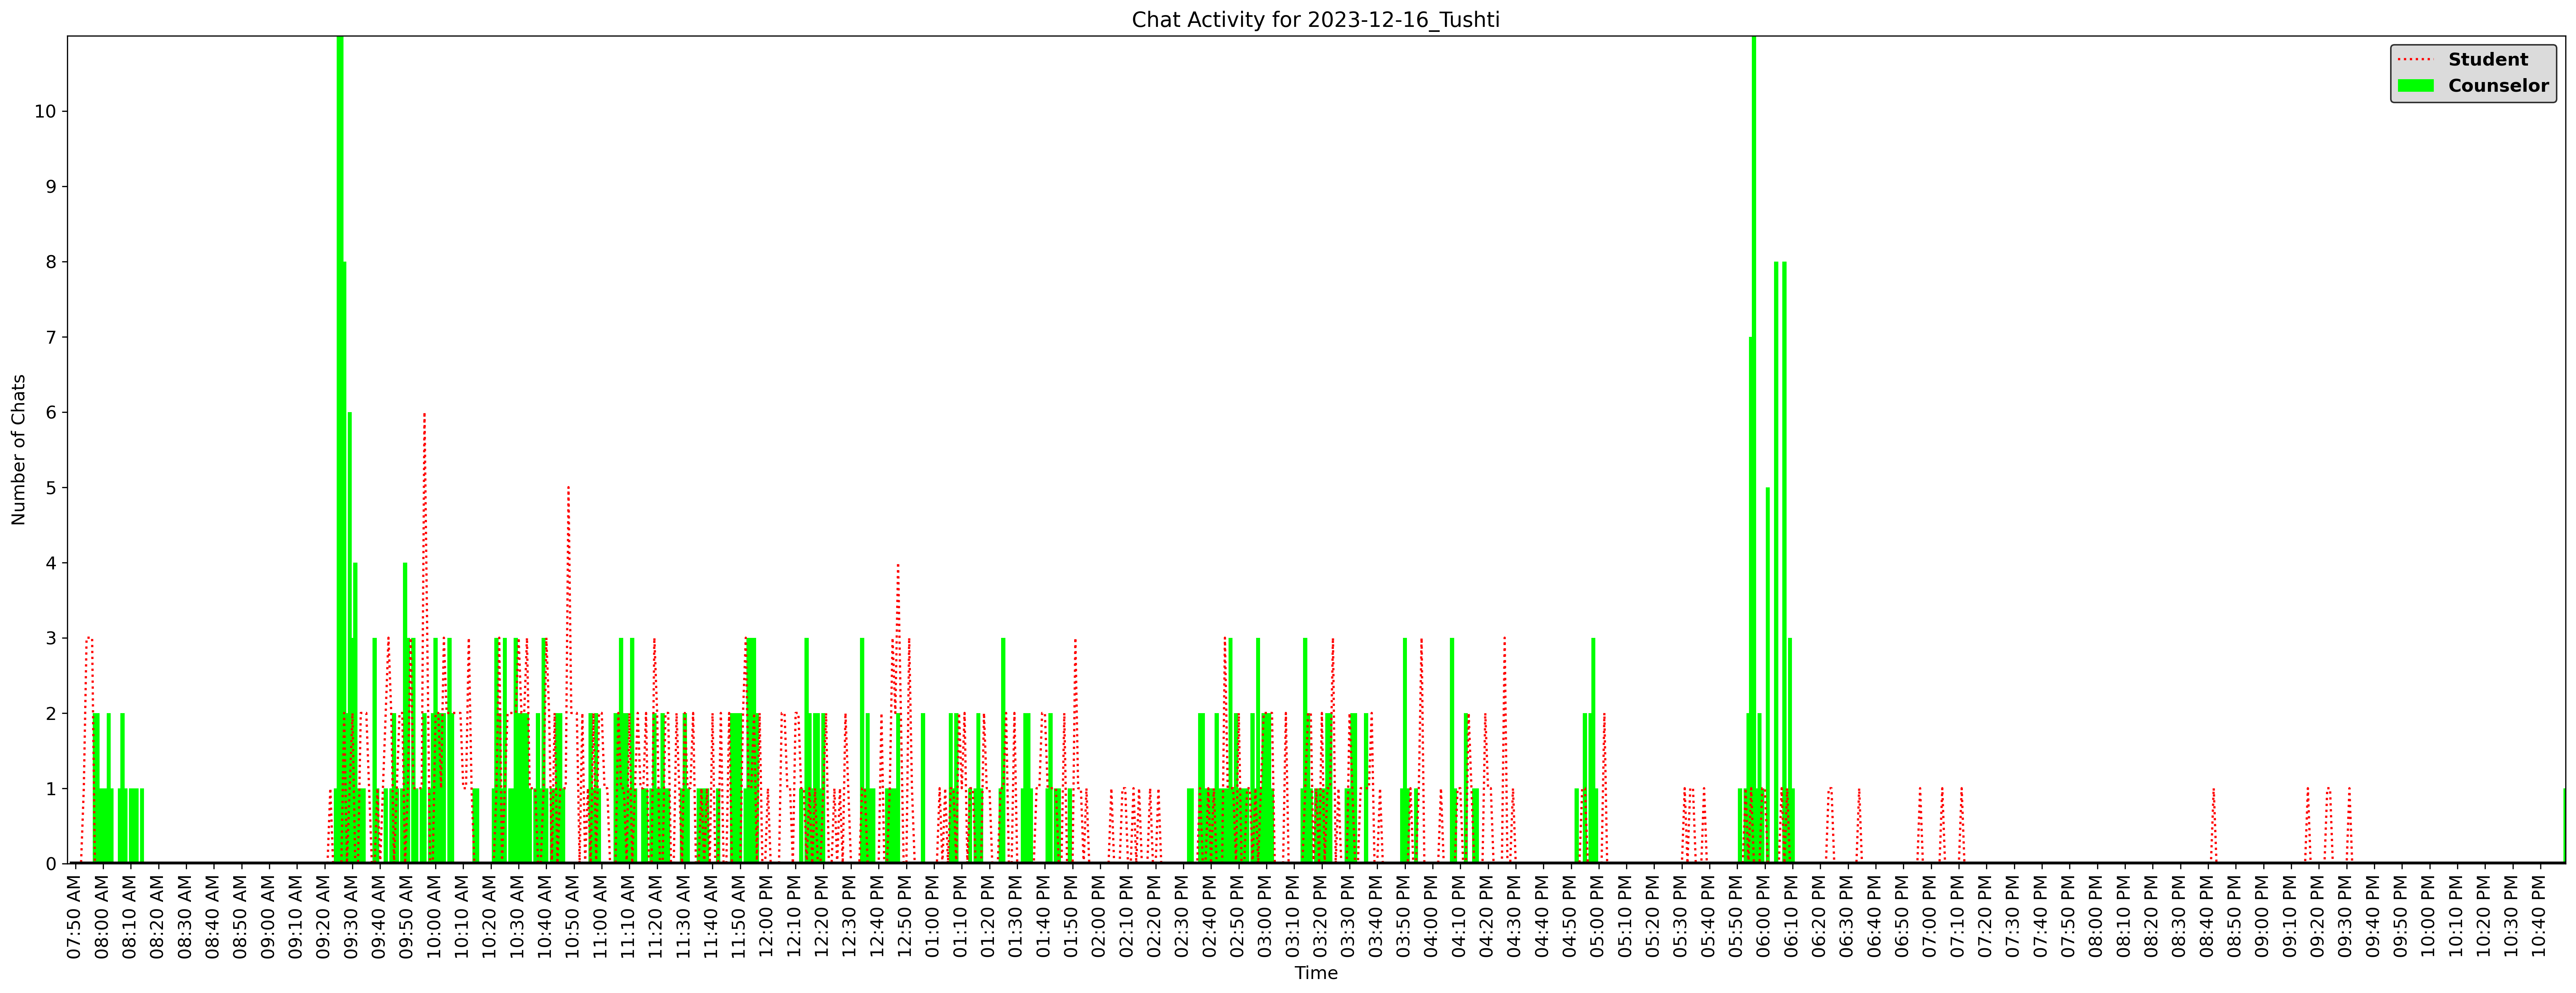 Chat Activity for 2023-12-16_Tushti
Student
Counselor
Number of Chats
10
9
8
7
6
5
4
3
2
1
0
07:50 AM
08:00 AM
08:10 AM
08:20 AM
08:30 AM
08:40 AM
08:50 AM
09:00 AM
09:10 AM
09:20 AM
09:30 AM
09:40 AM
09:50 AM
10:00 AM
10:10 AM
10:20 AM
10:30 AM
10:40 AM
10:50 AM
11:00 AM
11:10 AM
11:20 AM
11:30 AM
11:40 AM
11:50 AM
12:00 PM
12:10 PM
12:20 PM
12:30 PM
12:40 PM
12:50 PM
01:00 PM
01:10 PM
01:20 PM
01:30 PM
01:40 PM
01:50 PM
02:00 PM
02:10 PM
02:20 PM
02:30 PM
02:40 PM
02:50 PM
03:00 PM
03:10 PM
03:20 PM
03:30 PM
03:40 PM
03:50 PM
04:00 PM
04:10 PM
04:20 PM
04:30 PM
04:40 PM
04:50 PM
05:00 PM
05:10 PM
05:20 PM
05:30 PM
05:40 PM
05:50 PM
06:00 PM
06:10 PM
06:20 PM
06:30 PM
06:40 PM
06:50 PM
07:00 PM
07:10 PM
07:20 PM
07:30 PM
07:40 PM
07:50 PM
08:00 PM
08:10 PM
08:20 PM
08:30 PM
08:40 PM
08:50 PM
09:00 PM
09:10 PM
09:20 PM
09:30 PM
09:40 PM
09:50 PM
10:00 PM
10:10 PM
10:20 PM
10:30 PM
10:40 PM
Time